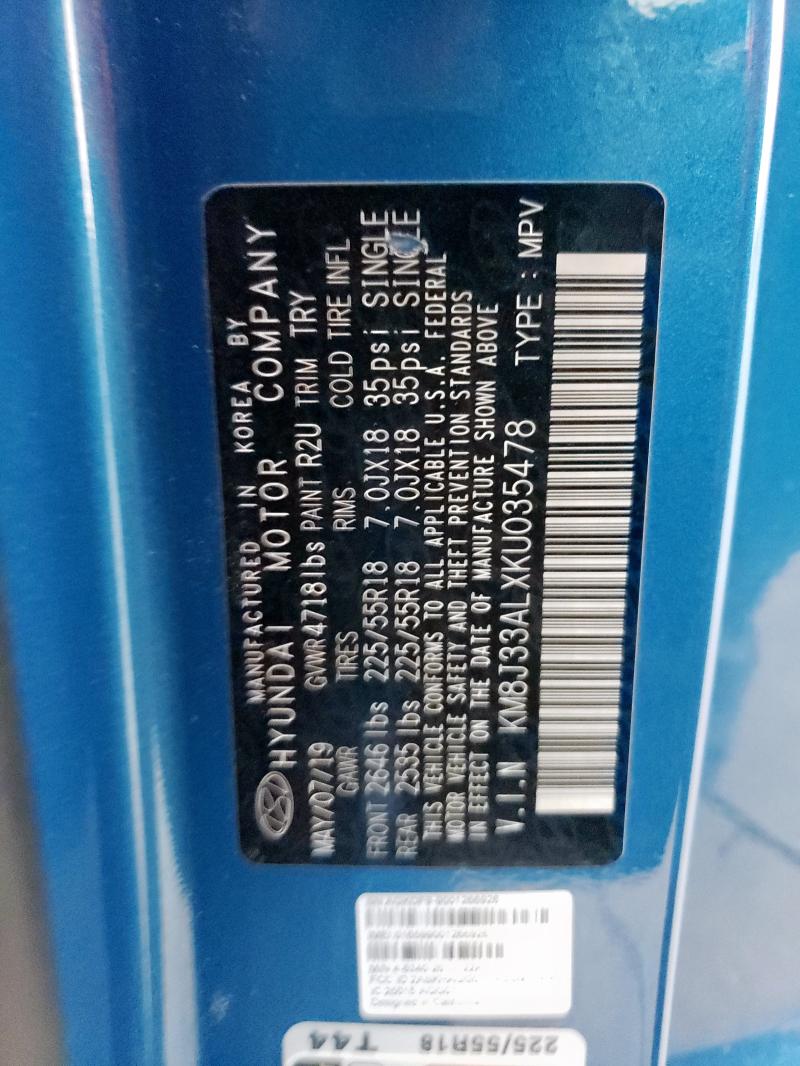 MANUFACTURED IN KOREA BY
HYUNDAI MOTOR COMPANY
MAY/07/19 GVWR 4718 lbs PAINT R2U TRIM TRY
GAWR TIRES RIMS COLD TIRE INFL
FRONT 2646 lbs 225/55R18 7.0JX18 35psi SINGLE
REAR 2535 lbs 225/55R18 7.0JX18 35psi SINGLE
THIS VEHICLE CONFORMS TO ALL APPLICABLE U.S.A. FEDERAL
MOTOR VEHICLE SAFETY AND THEFT PREVENTION STANDARDS
IN EFFECT ON THE DATE OF MANUFACTURE SHOWN ABOVE
V.I.N KM8J33ALXKU035478 TYPE : MPV
Designed in California
225/55R18 T44